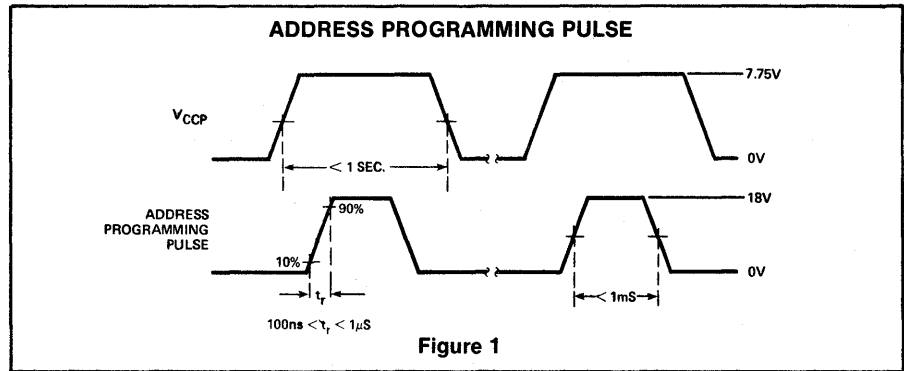 ADDRESS PROGRAMMING PULSE
7.75V
VCCP
0V
< 1 SEC.
18V
90%
ADDRESS
PROGRAMMING
PULSE
10%
0V
tr
< 1mS
100ns < tr < 1μS
Figure 1